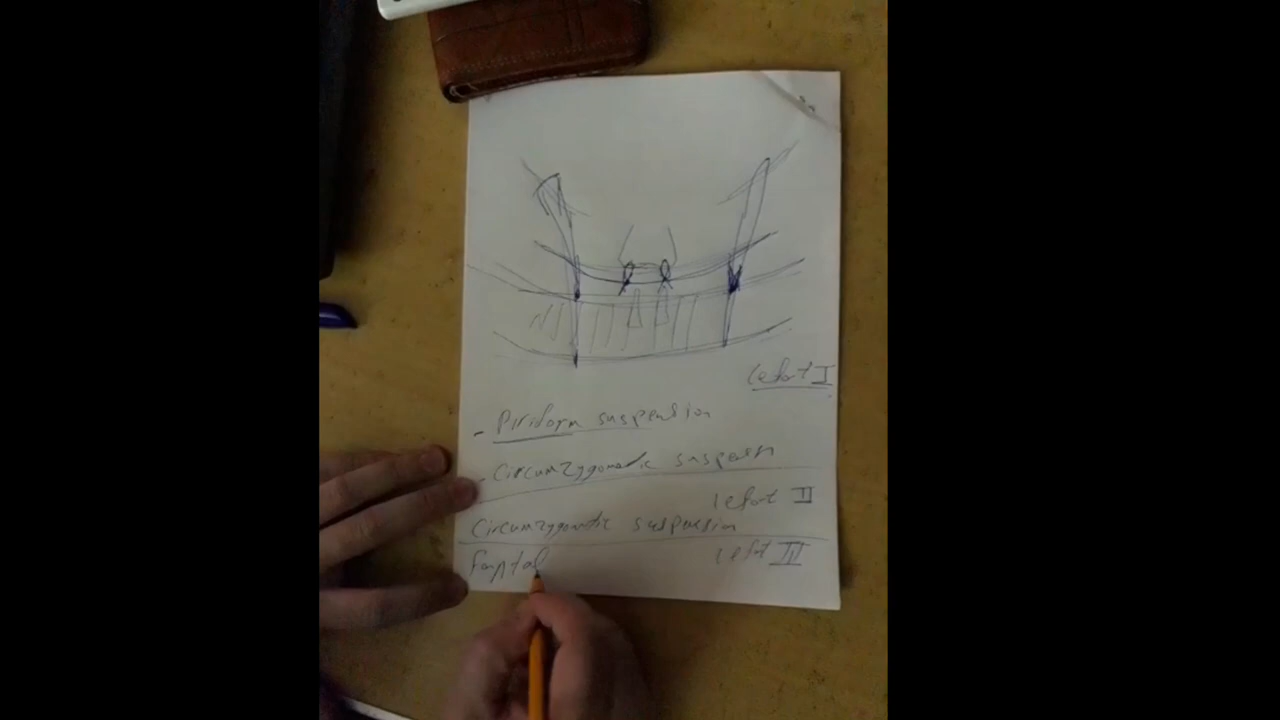 lefort I
- Piriform suspension
- Circumzygomatic suspension
lefort II
Circumzygomatic suspension
lefort III